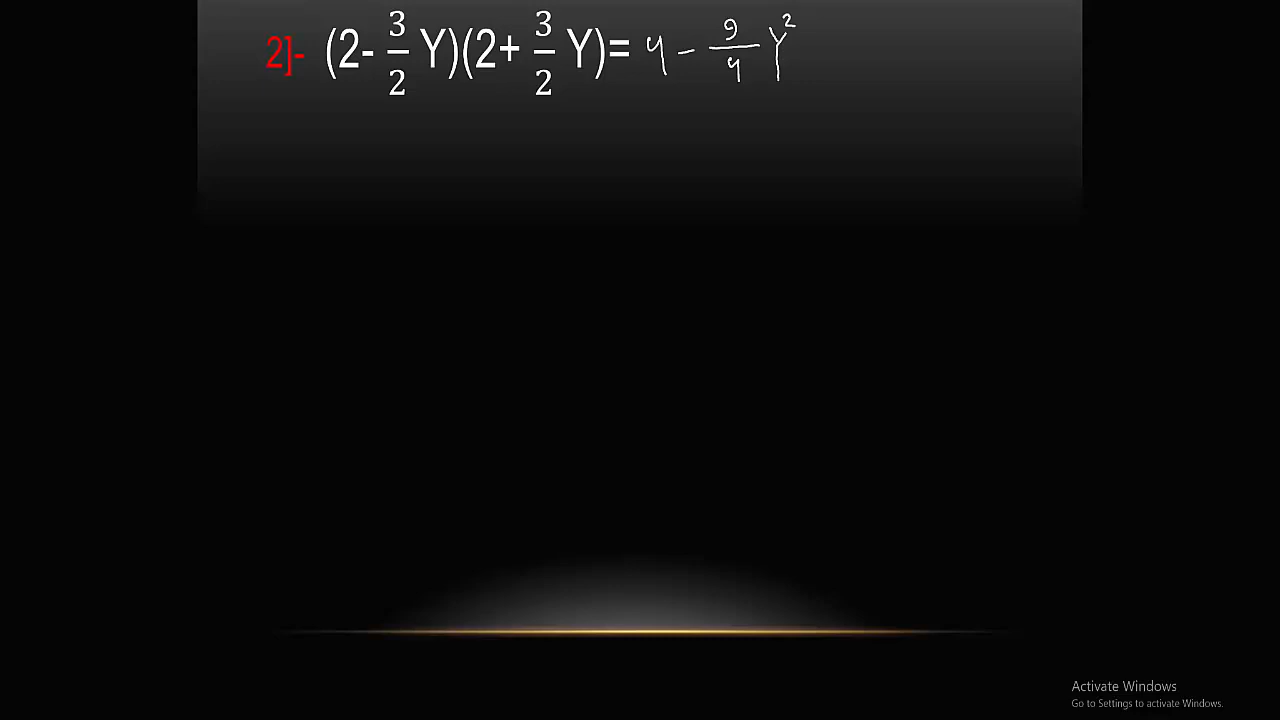 2]- (2- 3/2 Y)(2+ 3/2 Y)= 4 - 9/4 Y²
Activate Windows
Go to Settings to activate Windows.